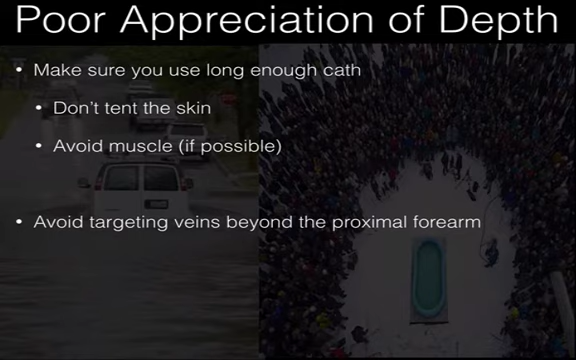 Poor Appreciation of Depth
• Make sure you use long enough cath
• Don't tent the skin
• Avoid muscle (if possible)
• Avoid targeting veins beyond the proximal forearm